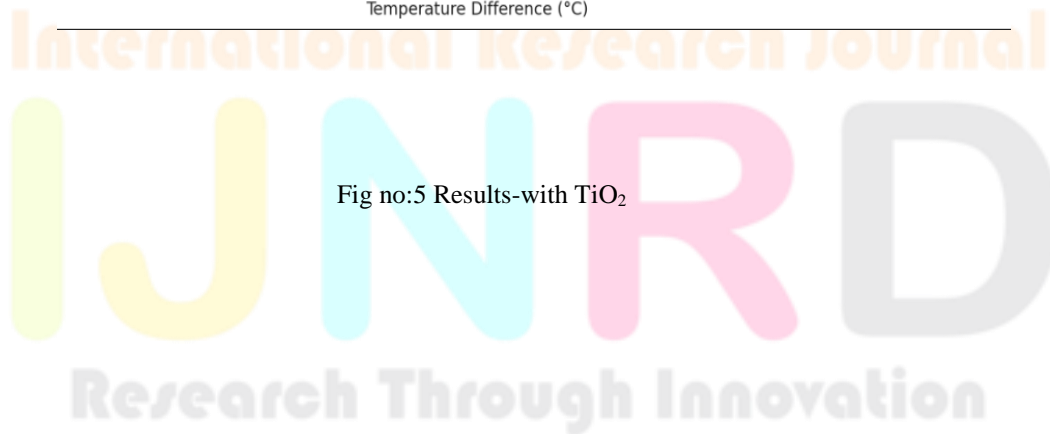 Temperature Difference (°C)
International Research Journal
Fig no:5 Results-with TiO₂
IJNRD
Research Through Innovation